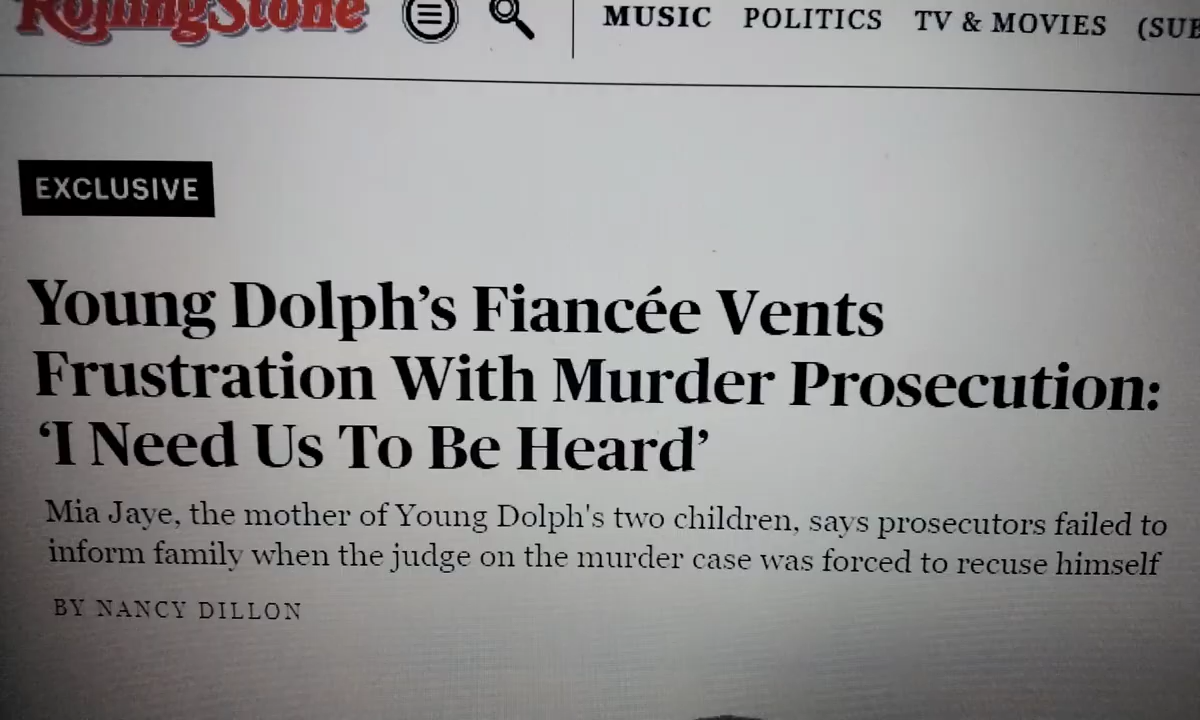 RollingStone
MUSIC POLITICS TV & MOVIES (SUB
EXCLUSIVE
Young Dolph’s Fiancée Vents
Frustration With Murder Prosecution:
‘I Need Us To Be Heard’
Mia Jaye, the mother of Young Dolph's two children, says prosecutors failed to
inform family when the judge on the murder case was forced to recuse himself
BY NANCY DILLON